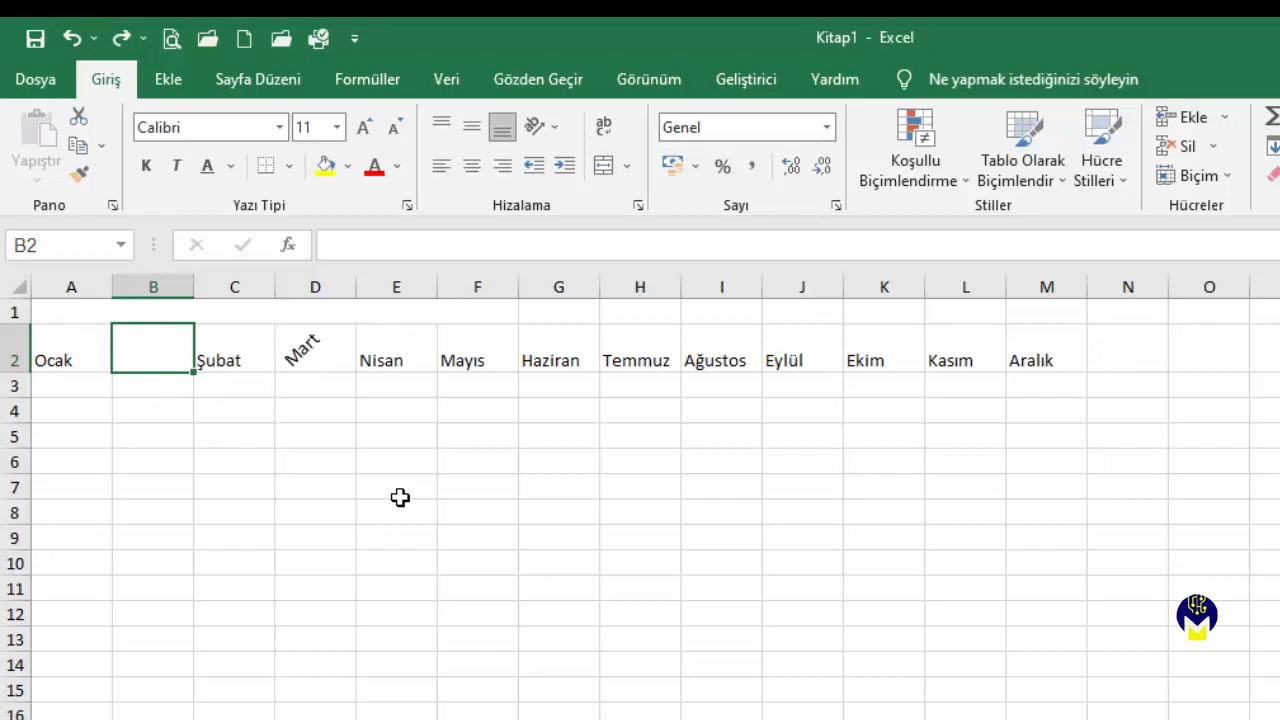 Kitap1 - Excel
Dosya Giriş Ekle Sayfa Düzeni Formüller Veri Gözden Geçir Görünüm Geliştirici Yardım Ne yapmak istediğinizi söyleyin
Calibri 11 Genel Ekle
Yapıştır K T A A % Koşullu Tablo Olarak Hücre Sil
Biçimlendirme Biçimlendir Stilleri Biçim
Pano Yazı Tipi Hizalama Sayı Stiller Hücreler
B2 fx
A B C D E F G H I J K L M N O
1
2 Ocak Şubat Mart Nisan Mayıs Haziran Temmuz Ağustos Eylül Ekim Kasım Aralık
3
4
5
6
7
8
9
10
11
12
13
14
15
16